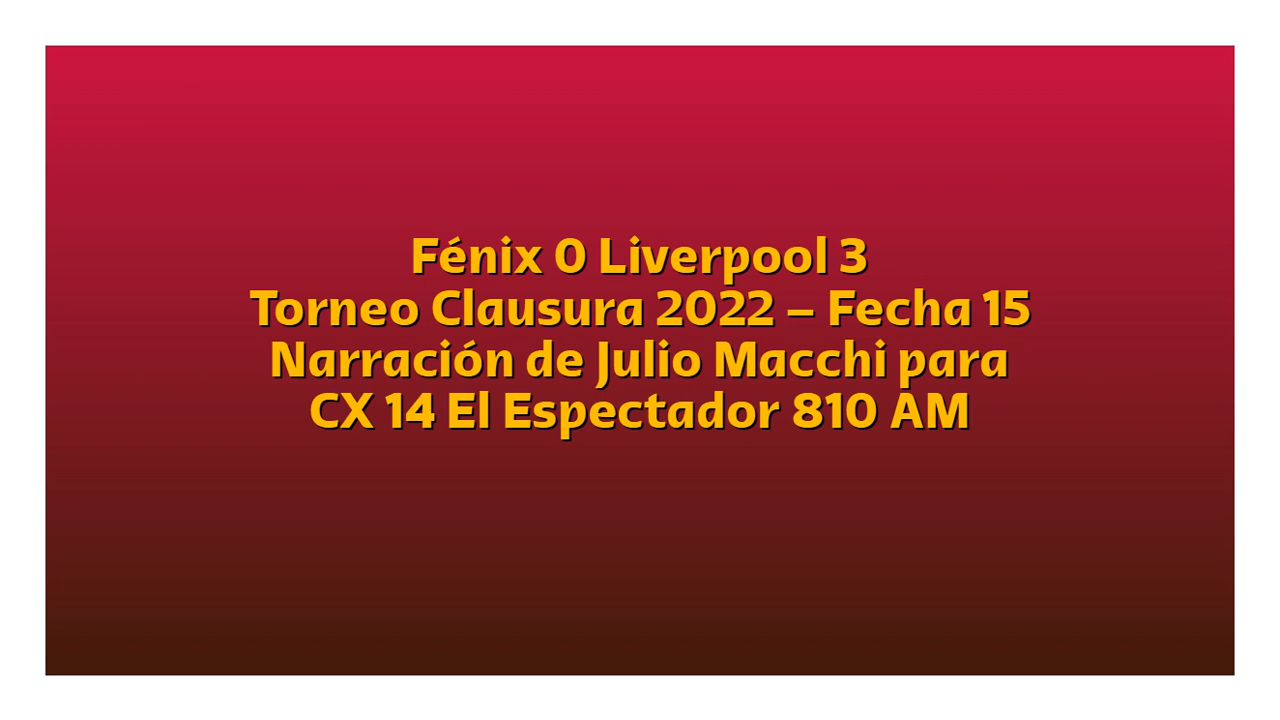 Fénix 0 Liverpool 3
Torneo Clausura 2022 – Fecha 15
Narración de Julio Macchi para
CX 14 El Espectador 810 AM